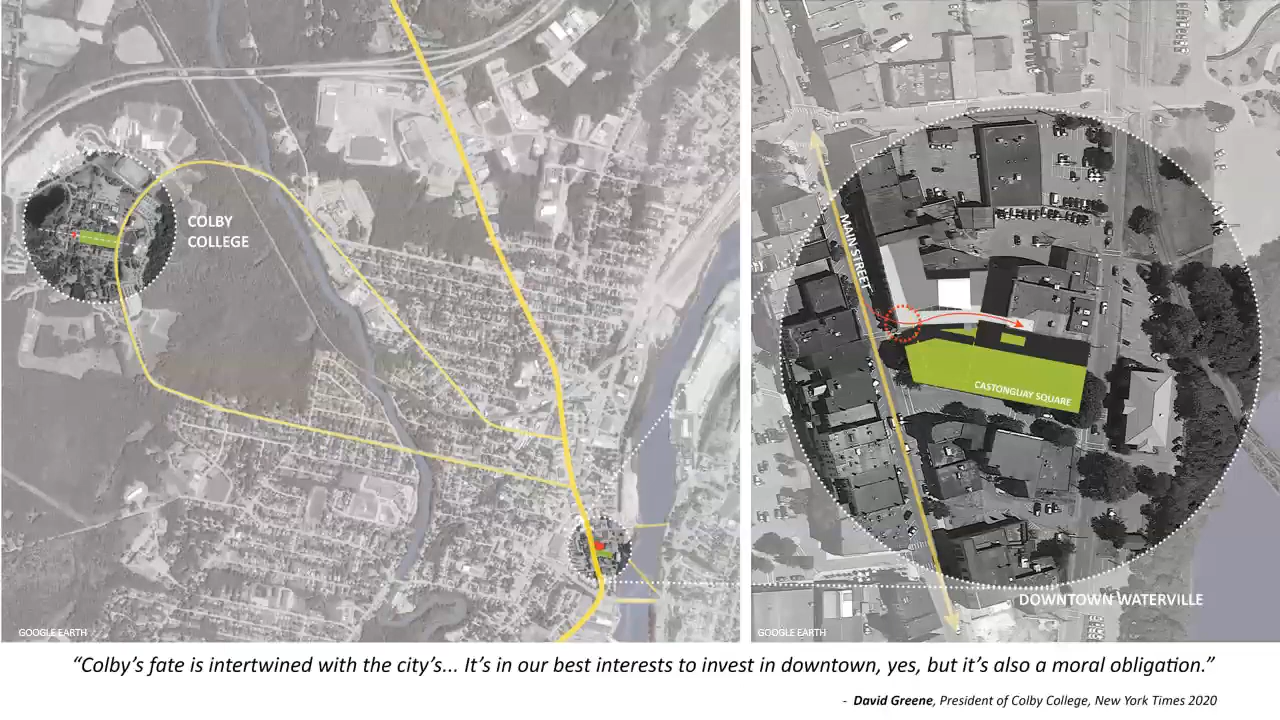 COLBY
COLLEGE
MAIN STREET
CASTONGUAY SQUARE
DOWNTOWN WATERVILLE
GOOGLE EARTH
GOOGLE EARTH
“Colby’s fate is intertwined with the city’s... It’s in our best interests to invest in downtown, yes, but it’s also a moral obligation.”
- David Greene, President of Colby College, New York Times 2020